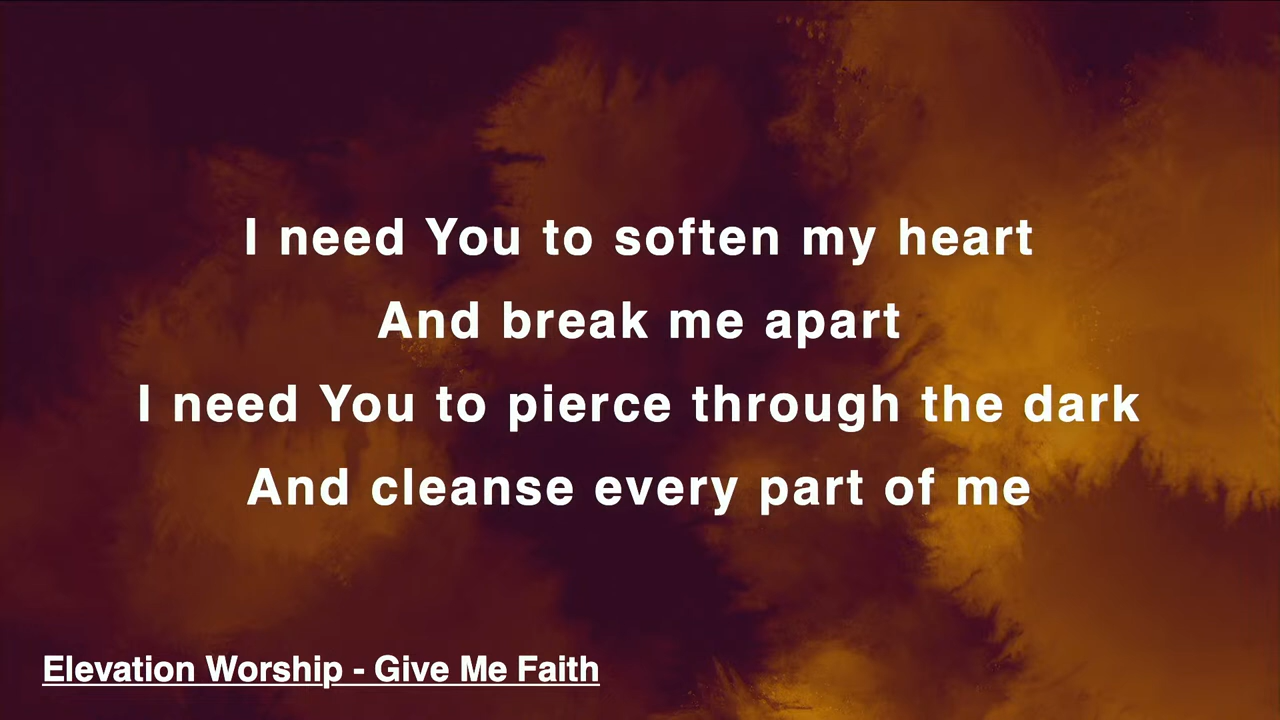 I need You to soften my heart
And break me apart
I need You to pierce through the dark
And cleanse every part of me
Elevation Worship - Give Me Faith